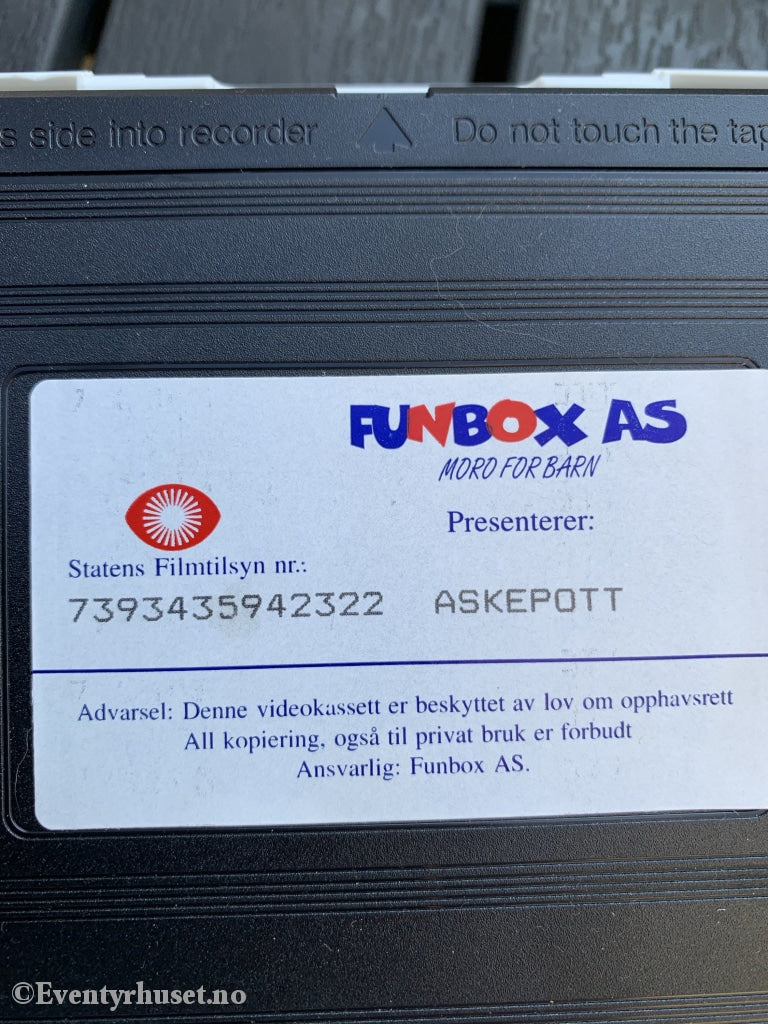 s side into recorder Do not touch the tap
FUNBOX AS
MORO FOR BARN
Presenterer:
Statens Filmtilsyn nr.:
7393435942322 ASKEPOTT
Advarsel: Denne videokassett er beskyttet av lov om opphavsrett
All kopiering, også til privat bruk er forbudt
Ansvarlig: Funbox AS.
©Eventyrhuset.no